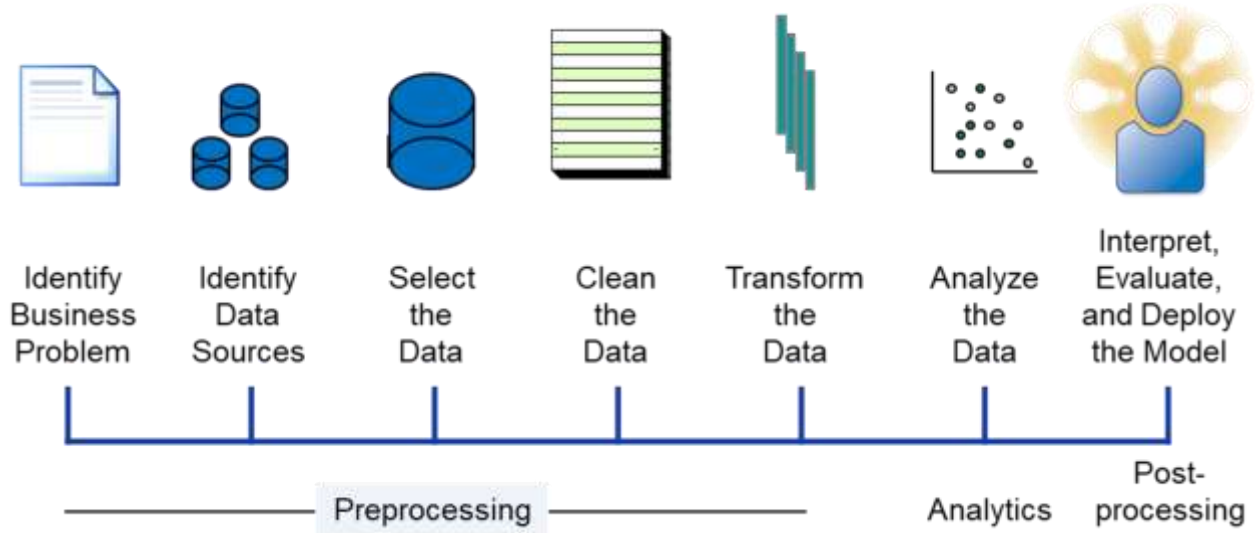 Identify
Business
Problem
Identify
Data
Sources
Select
the
Data
Clean
the
Data
Transform
the
Data
Analyze
the
Data
Interpret,
Evaluate,
and Deploy
the Model
Preprocessing
Analytics
Post-
processing